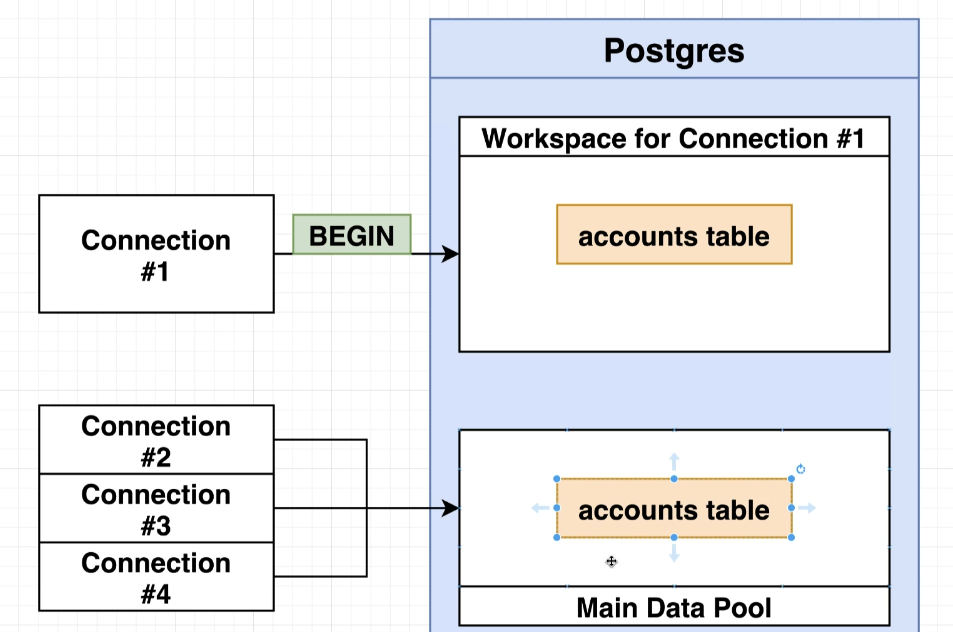 Postgres
Workspace for Connection #1
accounts table
BEGIN
Connection
#1
Connection
#2
Connection
#3
Connection
#4
accounts table
Main Data Pool